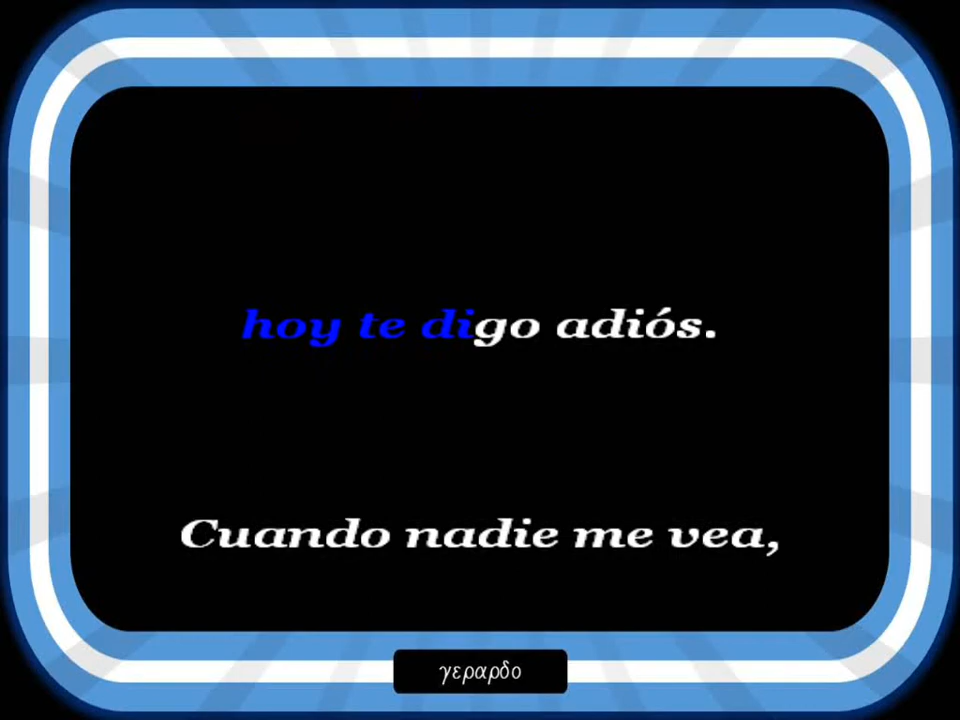 hoy te digo adiós.
Cuando nadie me vea,
γεραρδο